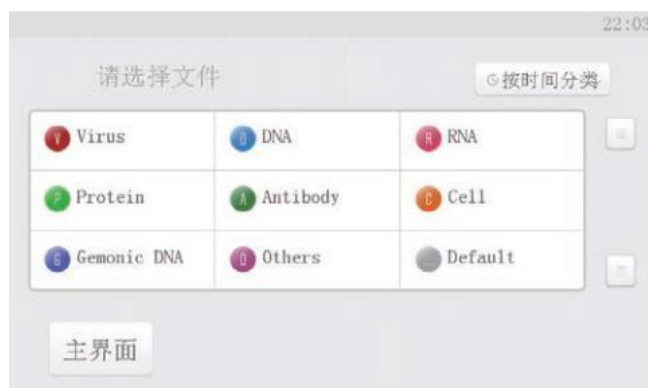 22:03
请选择文件
按时间分类
V Virus
D DNA
R RNA
P Protein
A Antibody
C Cell
G Gemonic DNA
O Others
Default
主界面